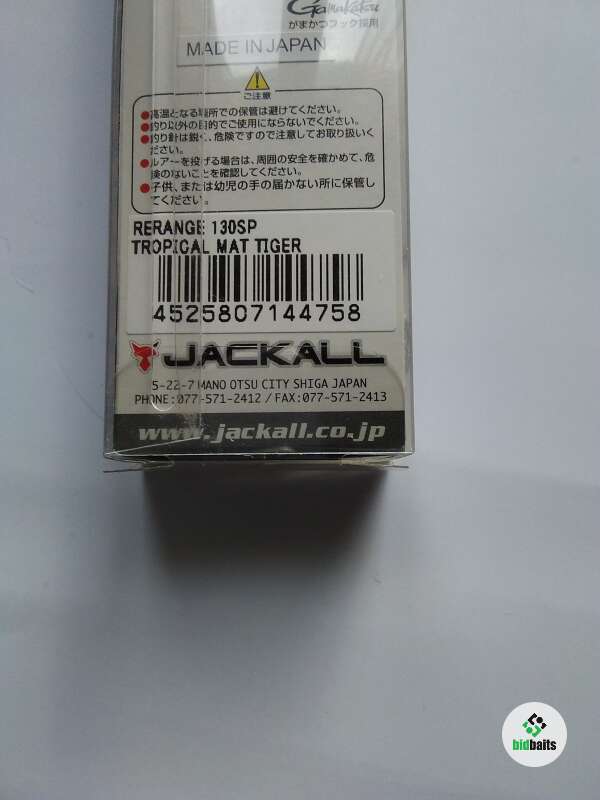 Gamakatsu
がまかつフック採用
MADE IN JAPAN
ご注意
●高温となる場所での保管は避けてください。
●釣り以外の目的でご使用にならないでください。
●釣り針は鋭く、危険ですので注意してお取り扱いく
ださい。
●ルアーを投げる場合は、周囲の安全を確かめて、危
険のないことを確認してください。
●子供、または幼児の手の届かない所に保管し
てください。
RERANGE 130SP
TROPICAL MAT TIGER
4525807144758
JACKALL
5-22-7 MANO OTSU CITY SHIGA JAPAN
PHONE:077-571-2412 / FAX:077-571-2413
www.jackall.co.jp
bidbaits